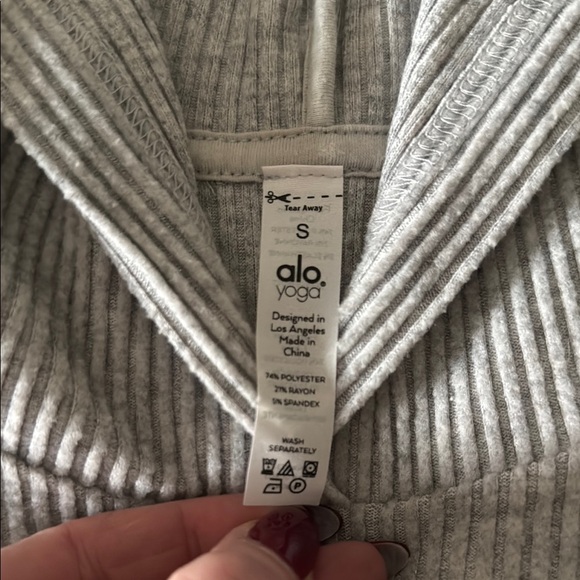 Tear Away
S
alo
yoga
Designed in
Los Angeles
Made in
China
74% POLYESTER
21% RAYON
5% SPANDEX
WASH
SEPARATELY
P